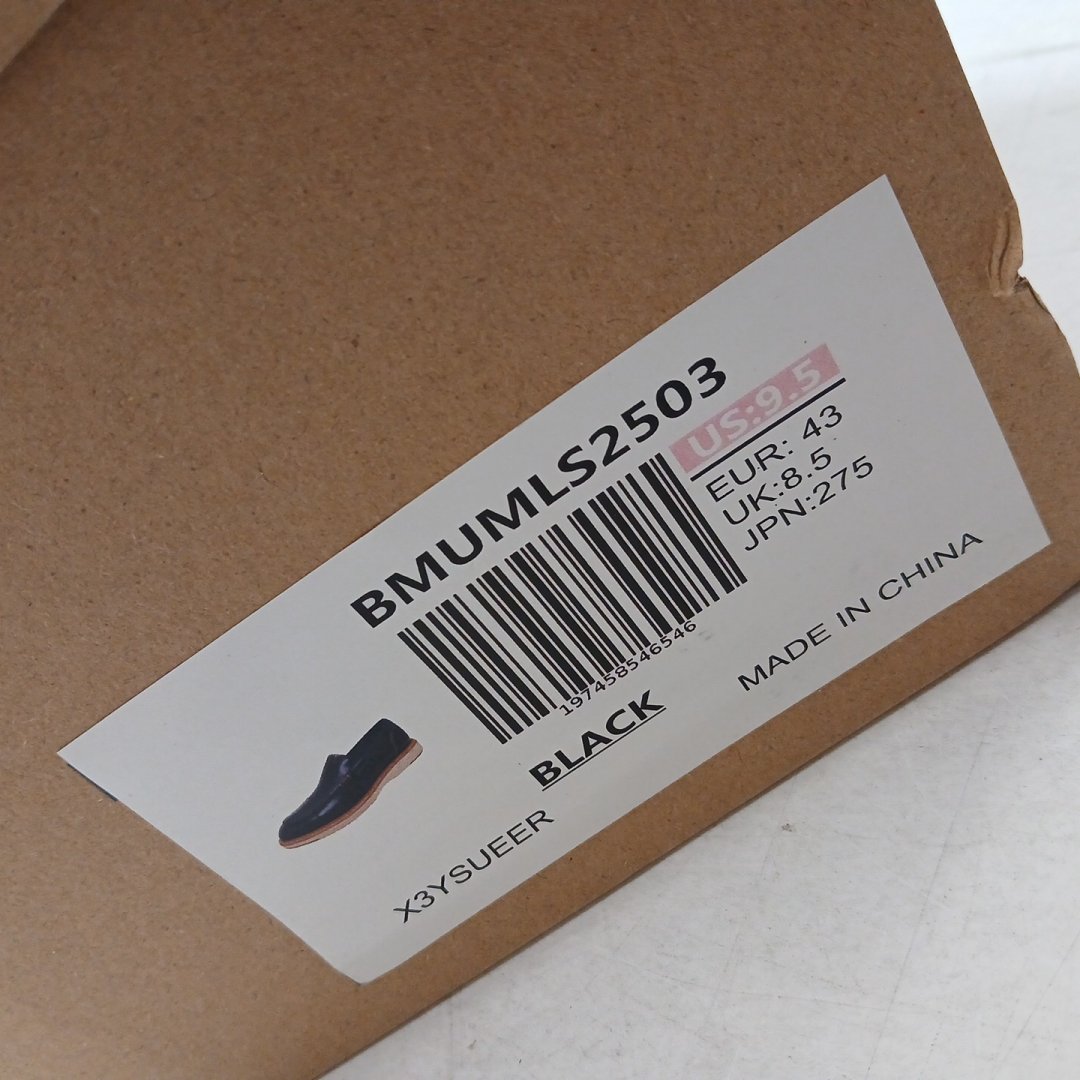 BMUMLS2503
US:9.5
EUR: 43
UK:8.5
JPN:275
197458546546
BLACK
MADE IN CHINA
X3YSUEER